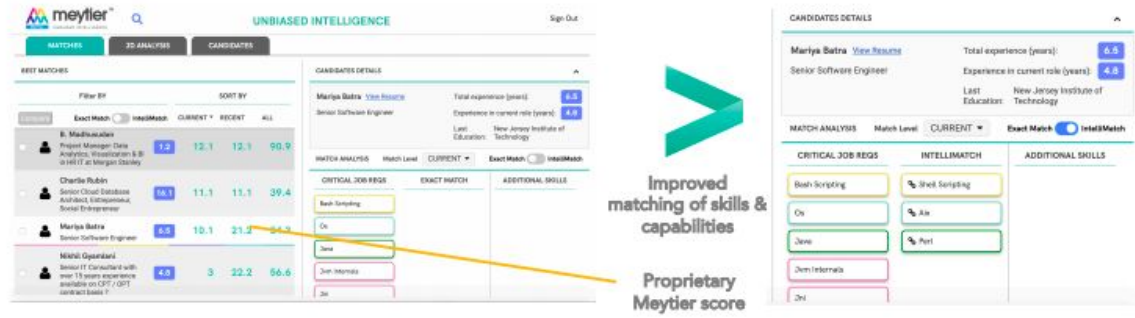 meytier
UNBIASED INTELLIGENCE
Sign Out
MATCHES
3D ANALYSIS
CANDIDATES
BEST MATCHES
Filter BY
SORT BY
Compare
Exact Match
IntelliMatch
CURRENT
RECENT
ALL
B. Madhusudan
Project Manager: Data
Analytics, Visualization & BI
in HR IT at Morgan Stanley
1.2
12.1
12.1
90.9
Charlie Rubin
Senior Cloud Database
Architect, Entrepreneur,
Social Entrepreneur
16.1
11.1
11.1
39.4
Mariya Batra
Senior Software Engineer
6.5
10.1
21.2
Nikhil Gyamlani
Senior IT Consultant with
over 15 years experience
available on CPT / OPT
contract basis ?
4.8
3
22.2
56.6
CANDIDATES DETAILS
Mariya Batra View Resume
Senior Software Engineer
Total experience (years):
6.5
Experience in current role (years):
4.8
Last Education:
New Jersey Institute of
Technology
MATCH ANALYSIS
Match Level
CURRENT
Exact Match
IntelliMatch
CRITICAL JOB REQS
EXACT MATCH
ADDITIONAL SKILLS
Bash Scripting
Os
Java
Jvm Internals
Jni
Improved
matching of skills &
capabilities
Proprietary
Meytier score
CANDIDATES DETAILS
Mariya Batra View Resume
Senior Software Engineer
Total experience (years):
6.5
Experience in current role (years):
4.8
Last
Education:
New Jersey Institute of
Technology
MATCH ANALYSIS
Match Level
CURRENT
Exact Match
IntelliMatch
CRITICAL JOB REQS
INTELLIMATCH
ADDITIONAL SKILLS
Bash Scripting
Shell Scripting
Os
Aix
Java
Perl
Jvm Internals
Jni